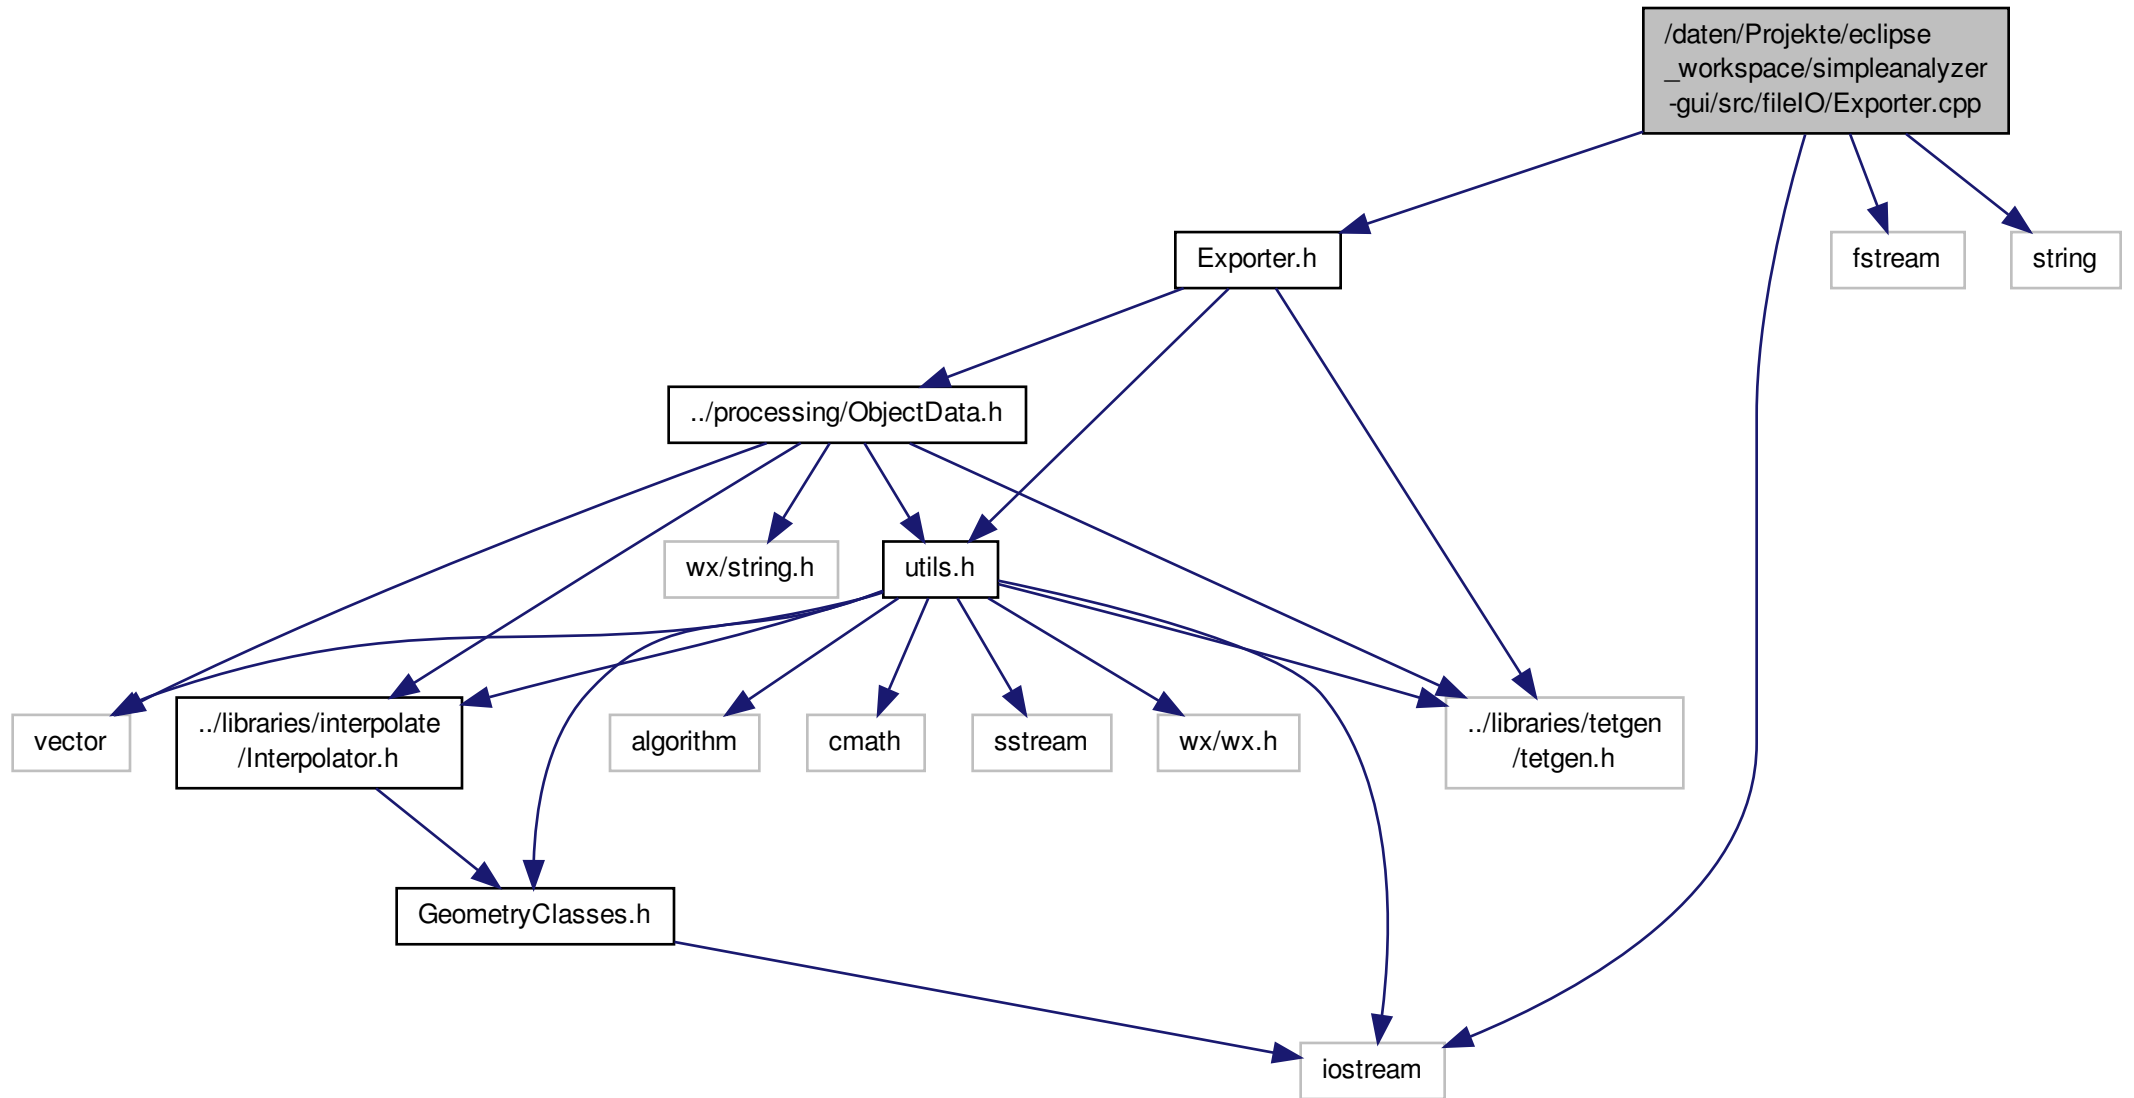 /daten/Projekte/eclipse
_workspace/simpleanalyzer
-gui/src/fileIO/Exporter.cpp
Exporter.h
fstream
string
../processing/ObjectData.h
wx/string.h
utils.h
vector
../libraries/interpolate
/Interpolator.h
algorithm
cmath
sstream
wx/wx.h
../libraries/tetgen
/tetgen.h
GeometryClasses.h
iostream